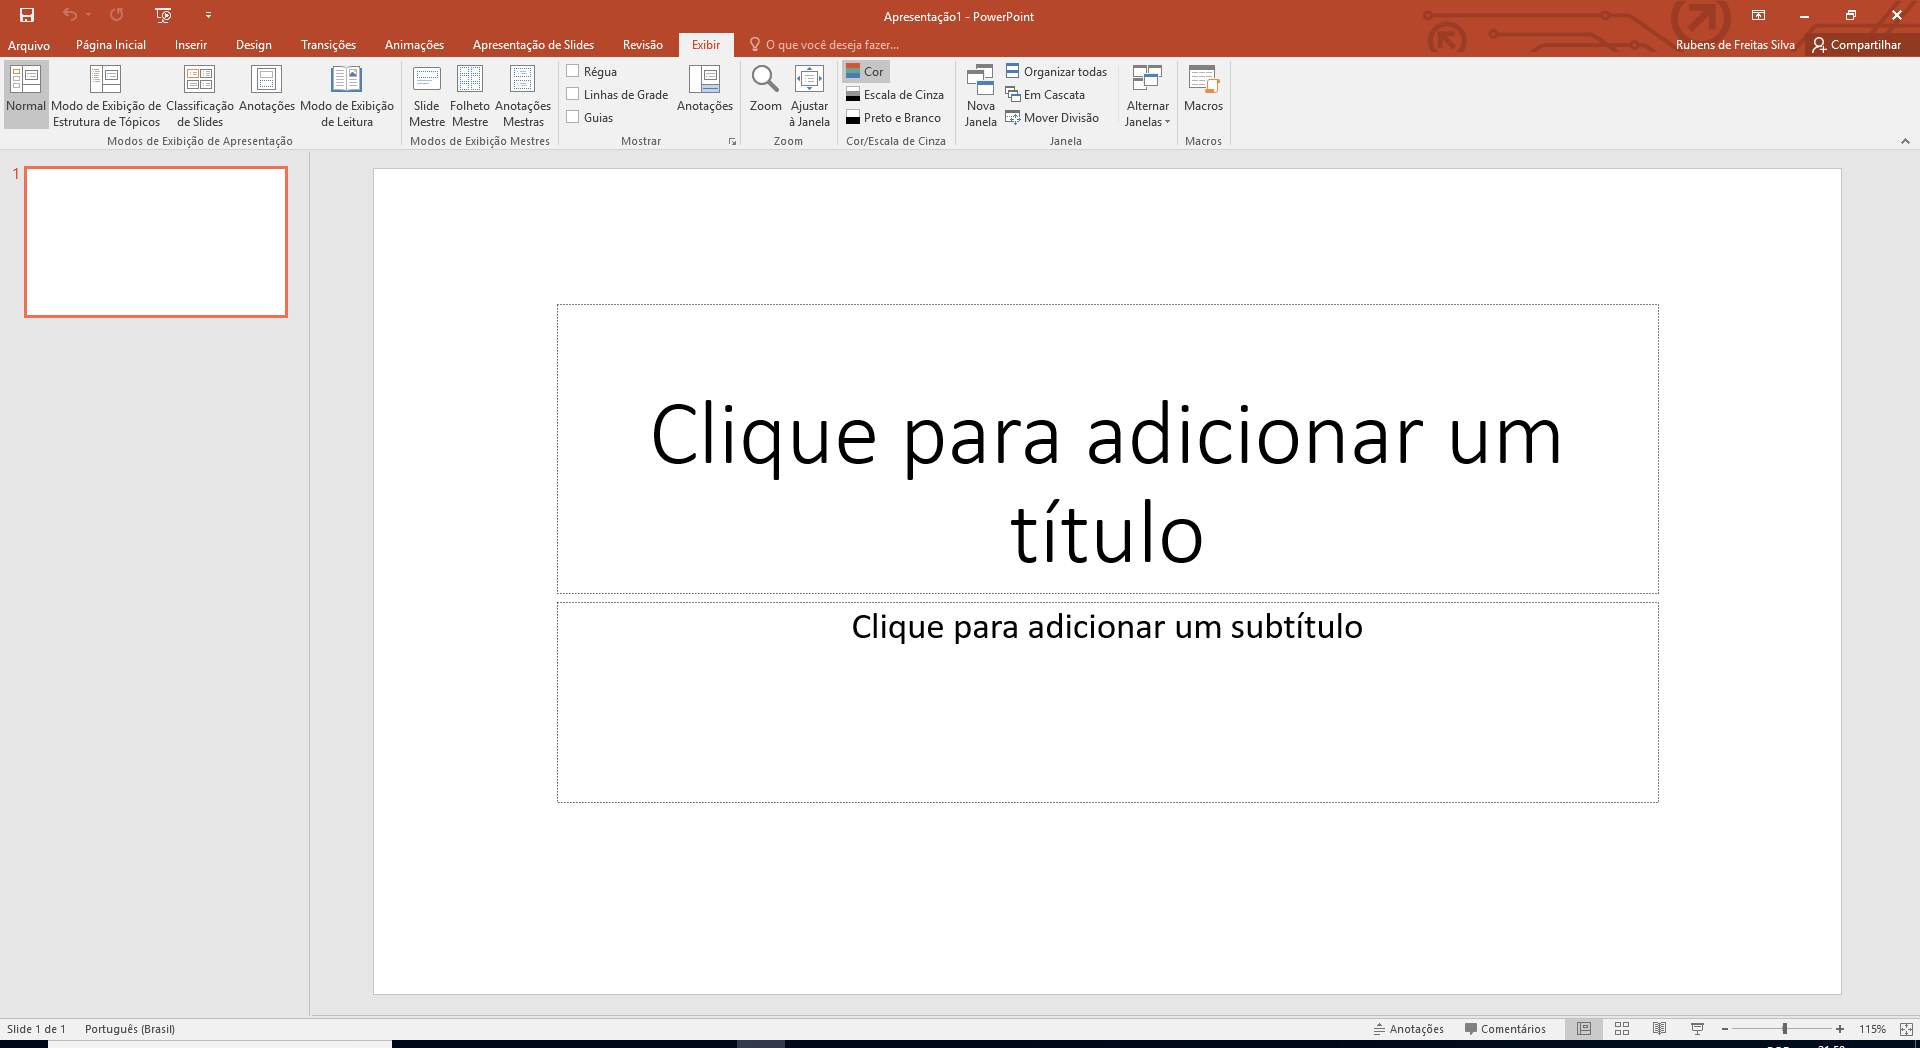 Apresentação1 - PowerPoint
Arquivo Página Inicial Inserir Design Transições Animações Apresentação de Slides Revisão Exibir O que você deseja fazer... Rubens de Freitas Silva Compartilhar
Normal
Modo de Exibição de
Estrutura de Tópicos
Classificação
de Slides
Anotações
Modo de Exibição
de Leitura
Modos de Exibição de Apresentação
Slide
Mestre
Folheto
Mestre
Anotações
Mestras
Modos de Exibição Mestres
Régua
Linhas de Grade
Guias
Anotações
Mostrar
Zoom
Ajustar
à Janela
Zoom
Cor
Escala de Cinza
Preto e Branco
Cor/Escala de Cinza
Nova
Janela
Organizar todas
Em Cascata
Mover Divisão
Alternar
Janelas
Janela
Macros
Macros
1
Clique para adicionar um
título
Clique para adicionar um subtítulo
Slide 1 de 1 Português (Brasil) Anotações Comentários 115%